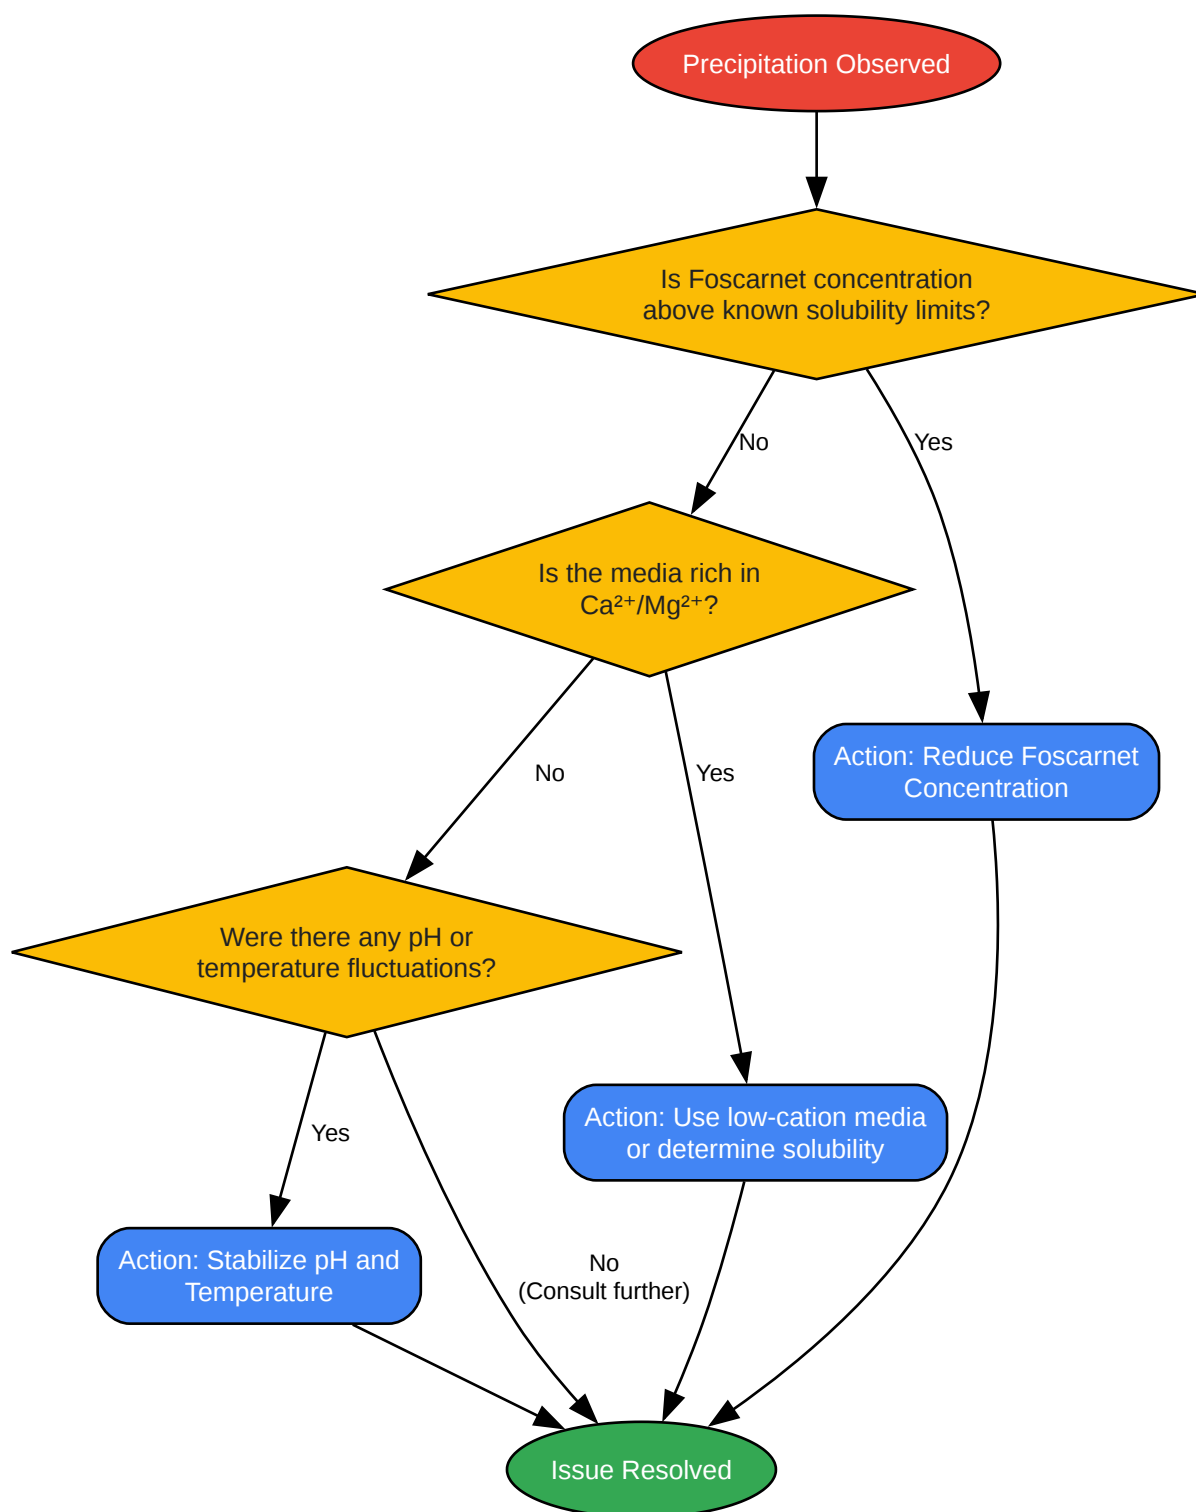 Precipitation Observed
Is Foscarnet concentration
above known solubility limits?
No
Yes
Is the media rich in
Ca²⁺/Mg²⁺?
Action: Reduce Foscarnet
Concentration
No
Yes
Were there any pH or
temperature fluctuations?
Action: Use low-cation media
or determine solubility
Yes
Action: Stabilize pH and
Temperature
No
(Consult further)
Issue Resolved